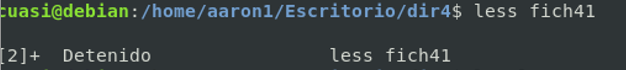 cuasi@debian:/home/aaron1/Escritorio/dir4$ less fich41
[2]+  Detenido                less fich41